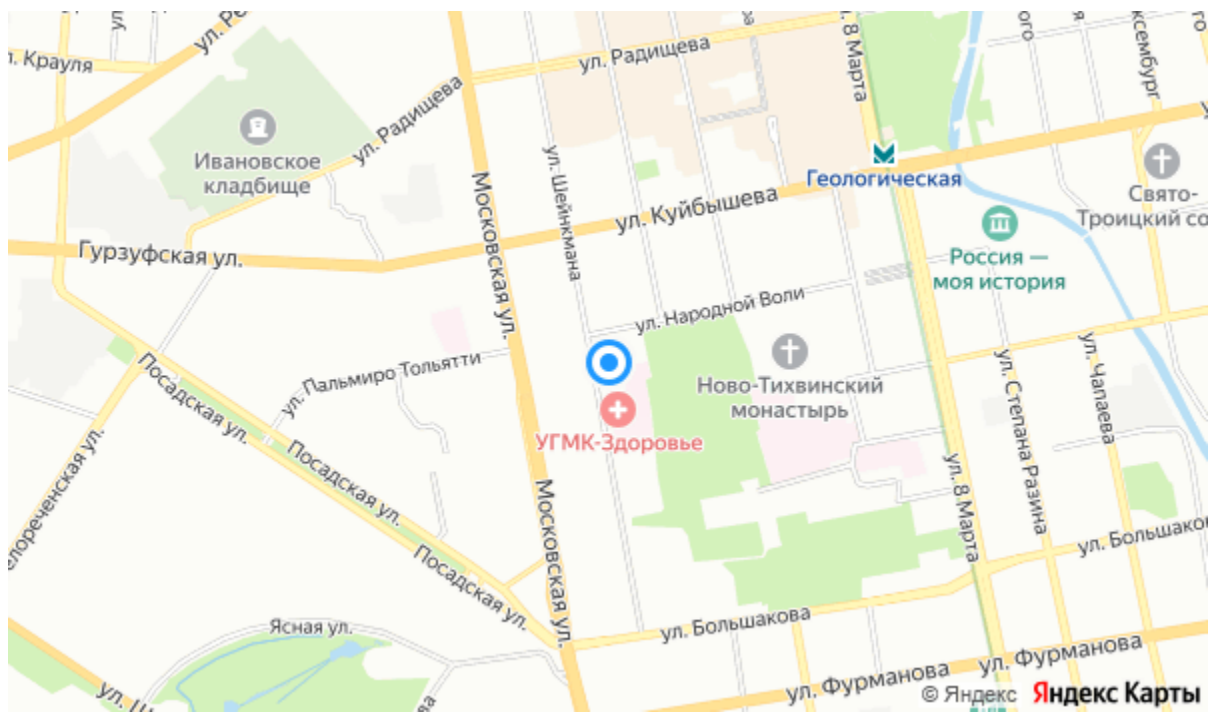 ул. Радищева
ул. 8 Марта
л. Крауля
ул. Радищева
Ивановское
кладбище
ул. Шейнкмана
Московская ул.
Геологическая
ул. Куйбышева
Свято-
Троицкий со
Россия —
моя история
Гурзуфская ул.
ул. Народной Воли
Посадская ул.
ул. Пальмиро Тольятти
Ново-Тихвинский
монастырь
ул. Степана Разина
ул. Чапаева
УГМК-Здоровье
Посадская ул.
Московская ул.
ул. 8 Марта
елореченская ул.
Посадская ул.
ул. Большакова
ул. Большакова
Ясная ул.
ул. Фурманова
ул. Фурманова
© Яндекс Яндекс Карты